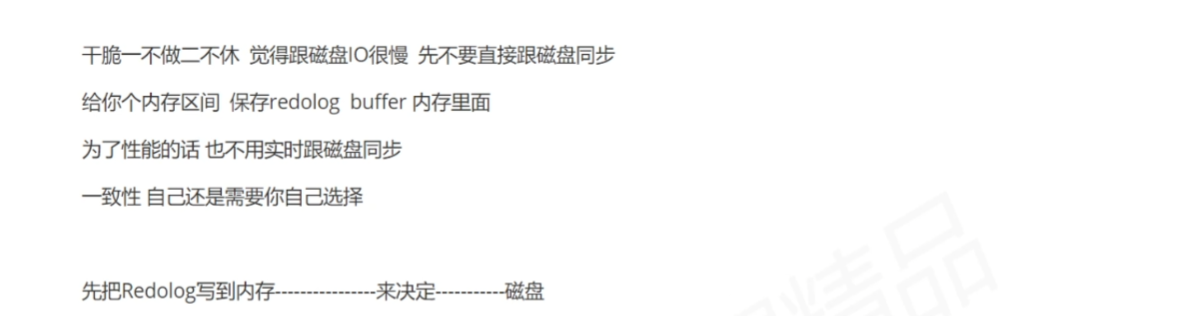 干脆一不做二不休  觉得跟磁盘IO很慢  先不要直接跟磁盘同步
给你个内存区间  保存redolog  buffer 内存里面
为了性能的话 也不用实时跟磁盘同步
一致性 自己还是需要你自己选择
先把Redolog写到内存----------------来决定-----------磁盘
精品